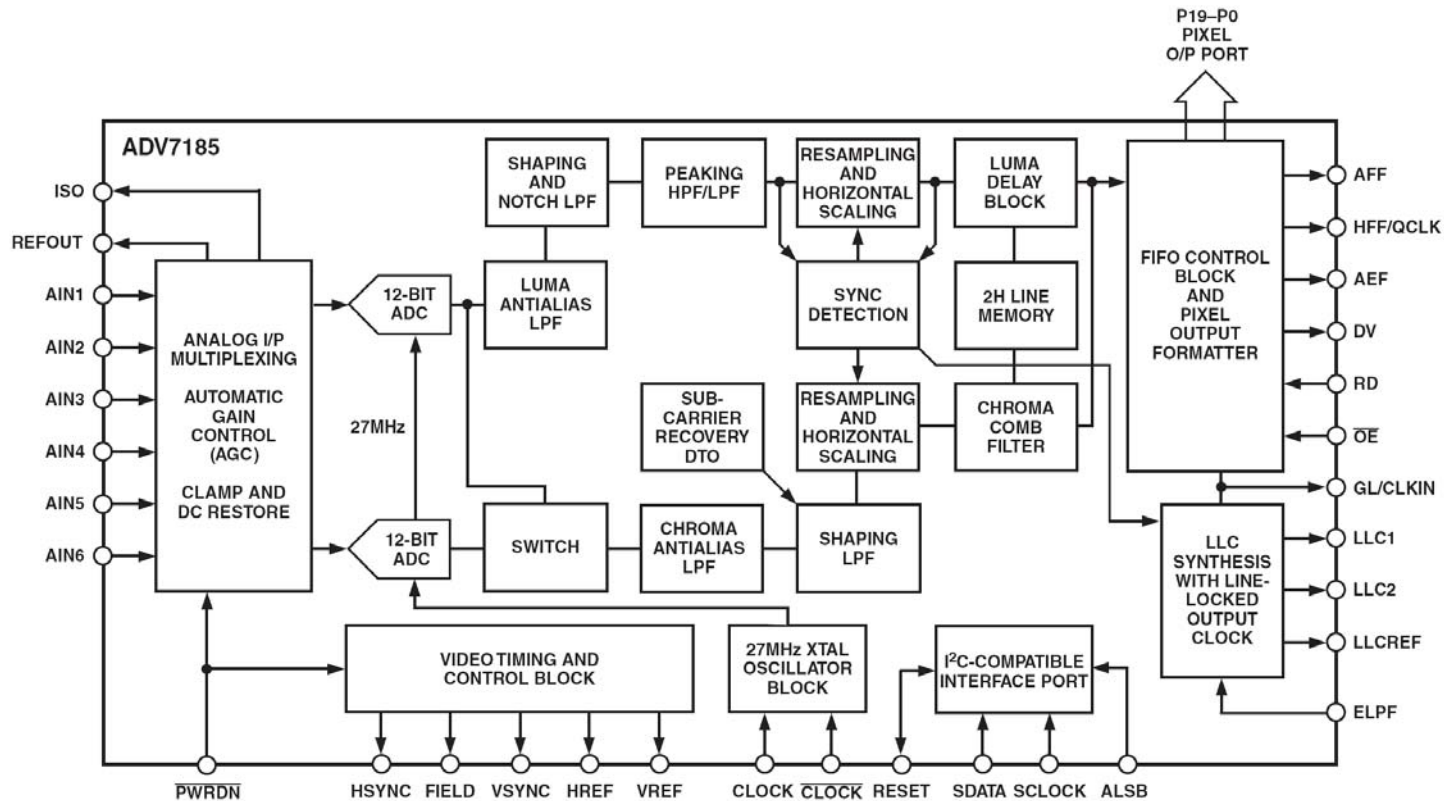 P19–P0
PIXEL
O/P PORT
ADV7185
ISO
REFOUT
AIN1
AIN2
AIN3
AIN4
AIN5
AIN6
ANALOG I/P
MULTIPLEXING
AUTOMATIC
GAIN
CONTROL
(AGC)
CLAMP AND
DC RESTORE
12-BIT
ADC
27MHz
12-BIT
ADC
SHAPING
AND
NOTCH LPF
LUMA
ANTIALIAS
LPF
PEAKING
HPF/LPF
RESAMPLING
AND
HORIZONTAL
SCALING
LUMA
DELAY
BLOCK
SYNC
DETECTION
2H LINE
MEMORY
SUB-
CARRIER
RECOVERY
DTO
RESAMPLING
AND
HORIZONTAL
SCALING
CHROMA
COMB
FILTER
SWITCH
CHROMA
ANTIALIAS
LPF
SHAPING
LPF
FIFO CONTROL
BLOCK
AND
PIXEL
OUTPUT
FORMATTER
LLC
SYNTHESIS
WITH LINE-
LOCKED
OUTPUT
CLOCK
AFF
HFF/QCLK
AEF
DV
RD
OE
GL/CLKIN
LLC1
LLC2
LLCREF
ELPF
VIDEO TIMING AND
CONTROL BLOCK
27MHz XTAL
OSCILLATOR
BLOCK
I²C-COMPATIBLE
INTERFACE PORT
PWRDN
HSYNC
FIELD
VSYNC
HREF
VREF
CLOCK
CLOCK
RESET
SDATA
SCLOCK
ALSB